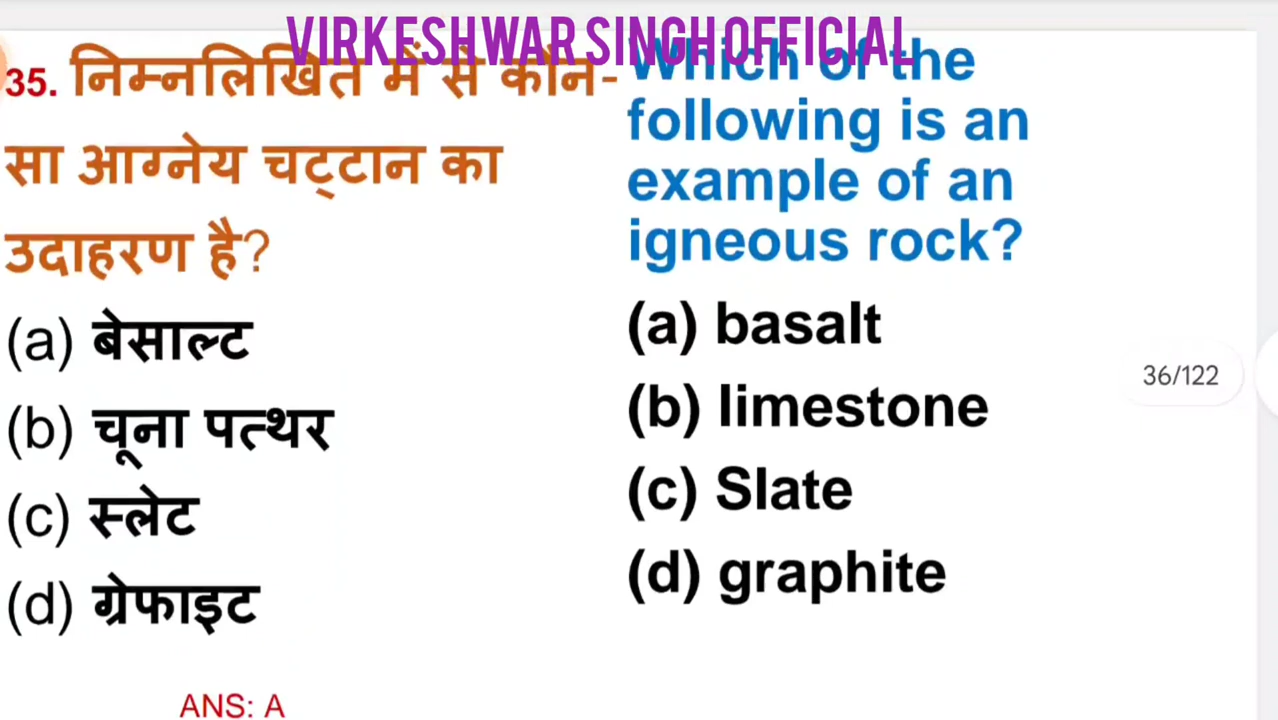 VIRKESHWAR SINGH OFFICIAL
35. निम्नलिखित में से कौन-
सा आग्नेय चट्टान का
उदाहरण है?
(a) बेसाल्ट
(b) चूना पत्थर
(c) स्लेट
(d) ग्रेफाइट
ANS: A
Which of the
following is an
example of an
igneous rock?
(a) basalt
(b) limestone
(c) Slate
(d) graphite
36/122